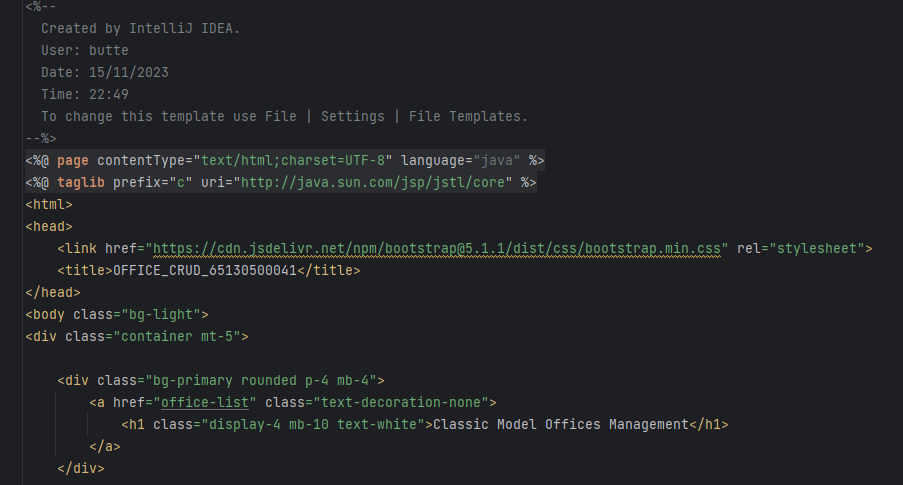 <%--
  Created by IntelliJ IDEA.
  User: butte
  Date: 15/11/2023
  Time: 22:49
  To change this template use File | Settings | File Templates.
--%>
<%@ page contentType="text/html;charset=UTF-8" language="java" %>
<%@ taglib prefix="c" uri="http://java.sun.com/jsp/jstl/core" %>
<html>
<head>
    <link href="https://cdn.jsdelivr.net/npm/bootstrap@5.1.1/dist/css/bootstrap.min.css" rel="stylesheet">
    <title>OFFICE_CRUD_65130500041</title>
</head>
<body class="bg-light">
<div class="container mt-5">
    <div class="bg-primary rounded p-4 mb-4">
        <a href="office-list" class="text-decoration-none">
            <h1 class="display-4 mb-10 text-white">Classic Model Offices Management</h1>
        </a>
    </div>